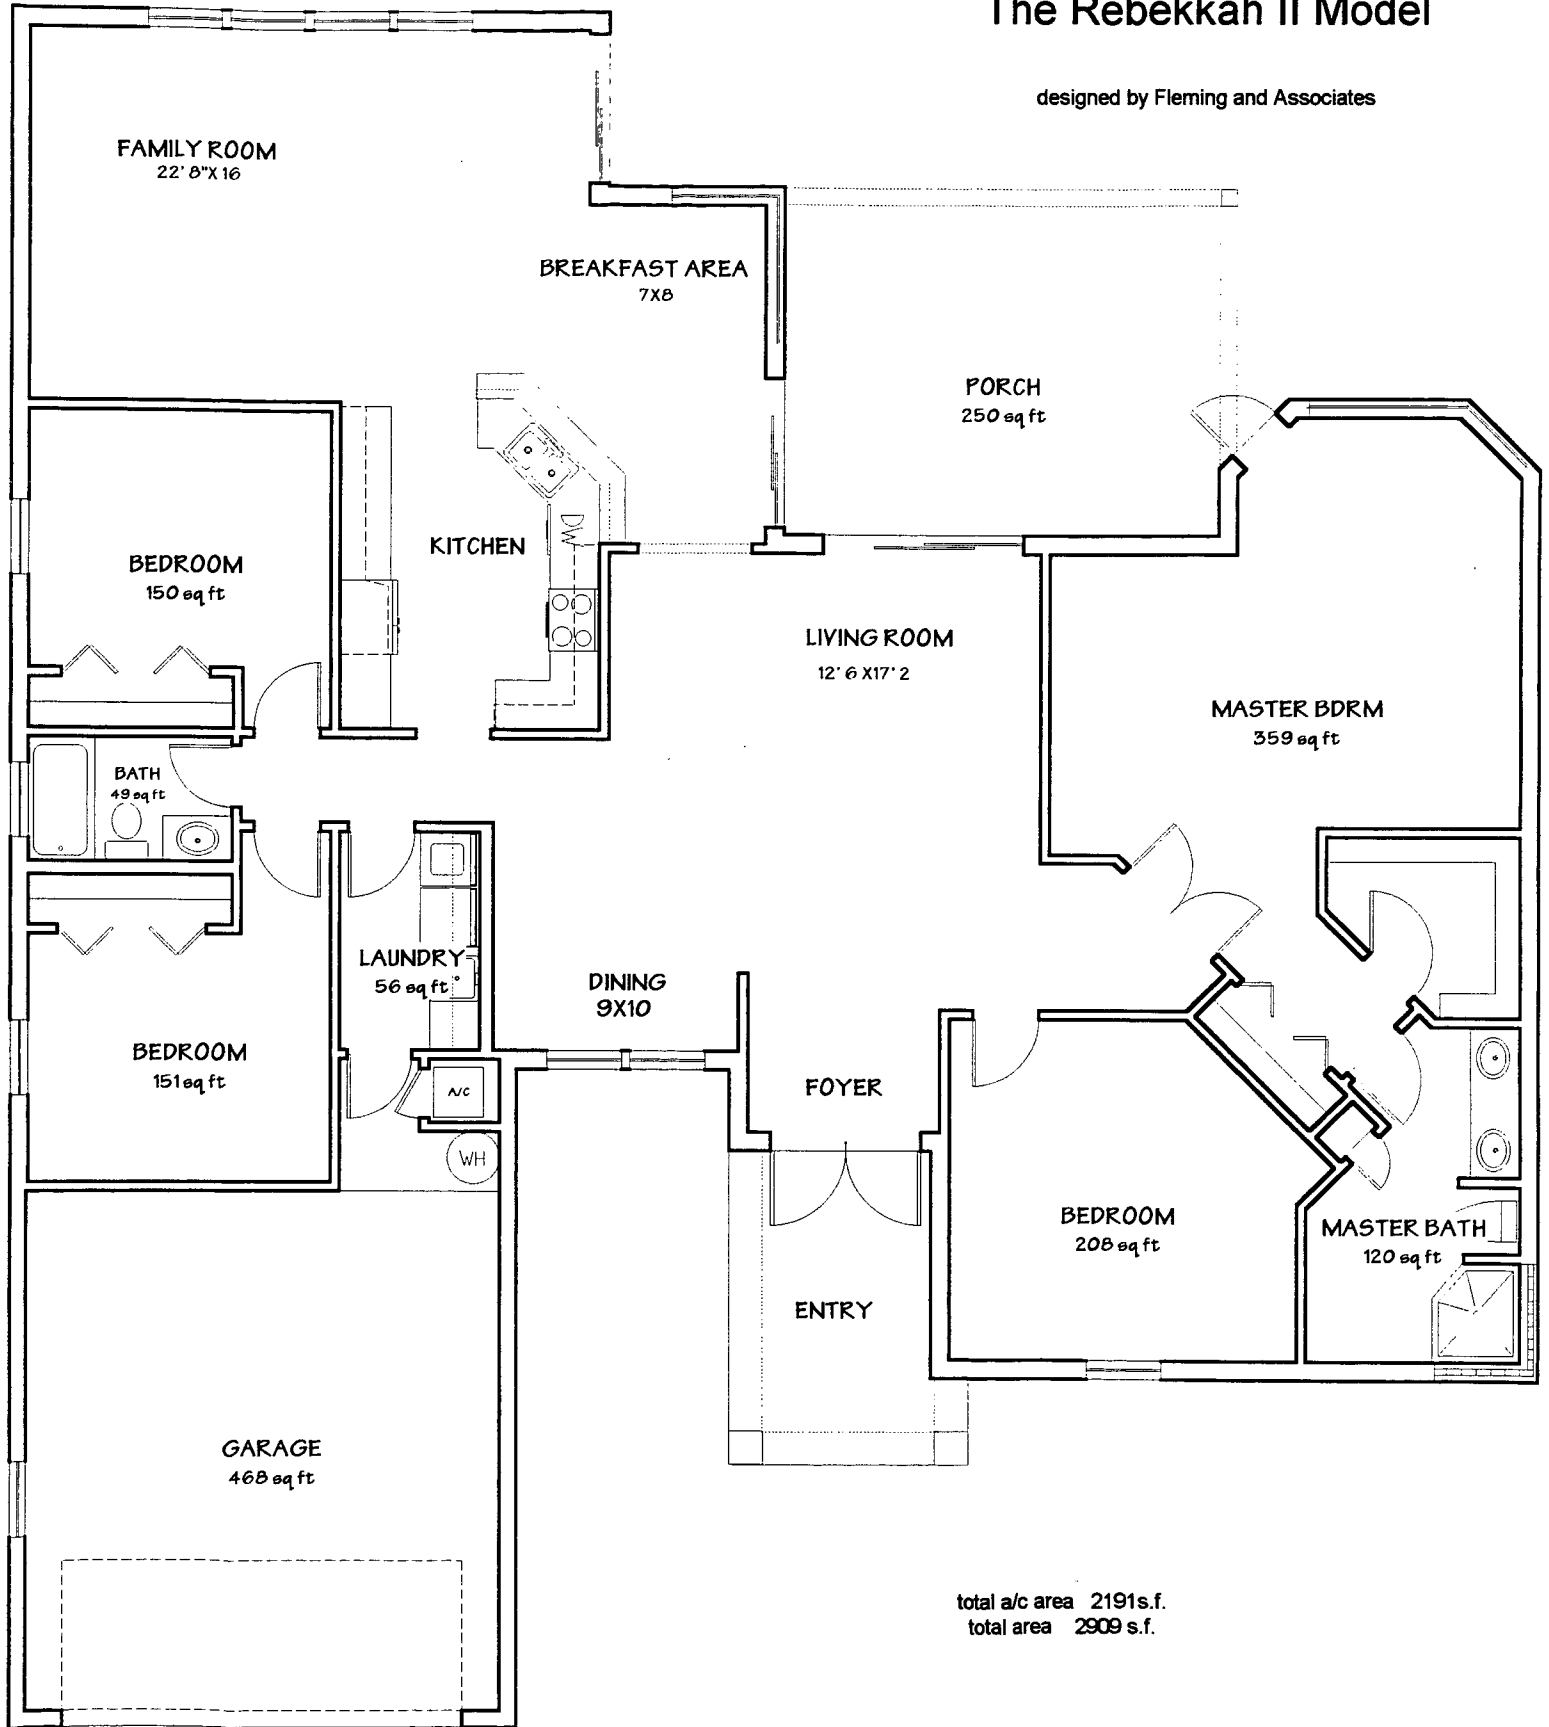 The Rebekkah II Model
designed by Fleming and Associates
FAMILY ROOM
22' 8"X 16
BREAKFAST AREA
7X8
PORCH
250 sq ft
KITCHEN
DW
BEDROOM
150 sq ft
LIVING ROOM
12' 6 X17' 2
MASTER BDRM
359 sq ft
BATH
49 sq ft
LAUNDRY
56 sq ft
DINING
9X10
BEDROOM
151 sq ft
A/C
FOYER
WH
BEDROOM
208 sq ft
MASTER BATH
120 sq ft
ENTRY
GARAGE
468 sq ft
total a/c area 2191s.f.
total area 2909 s.f.